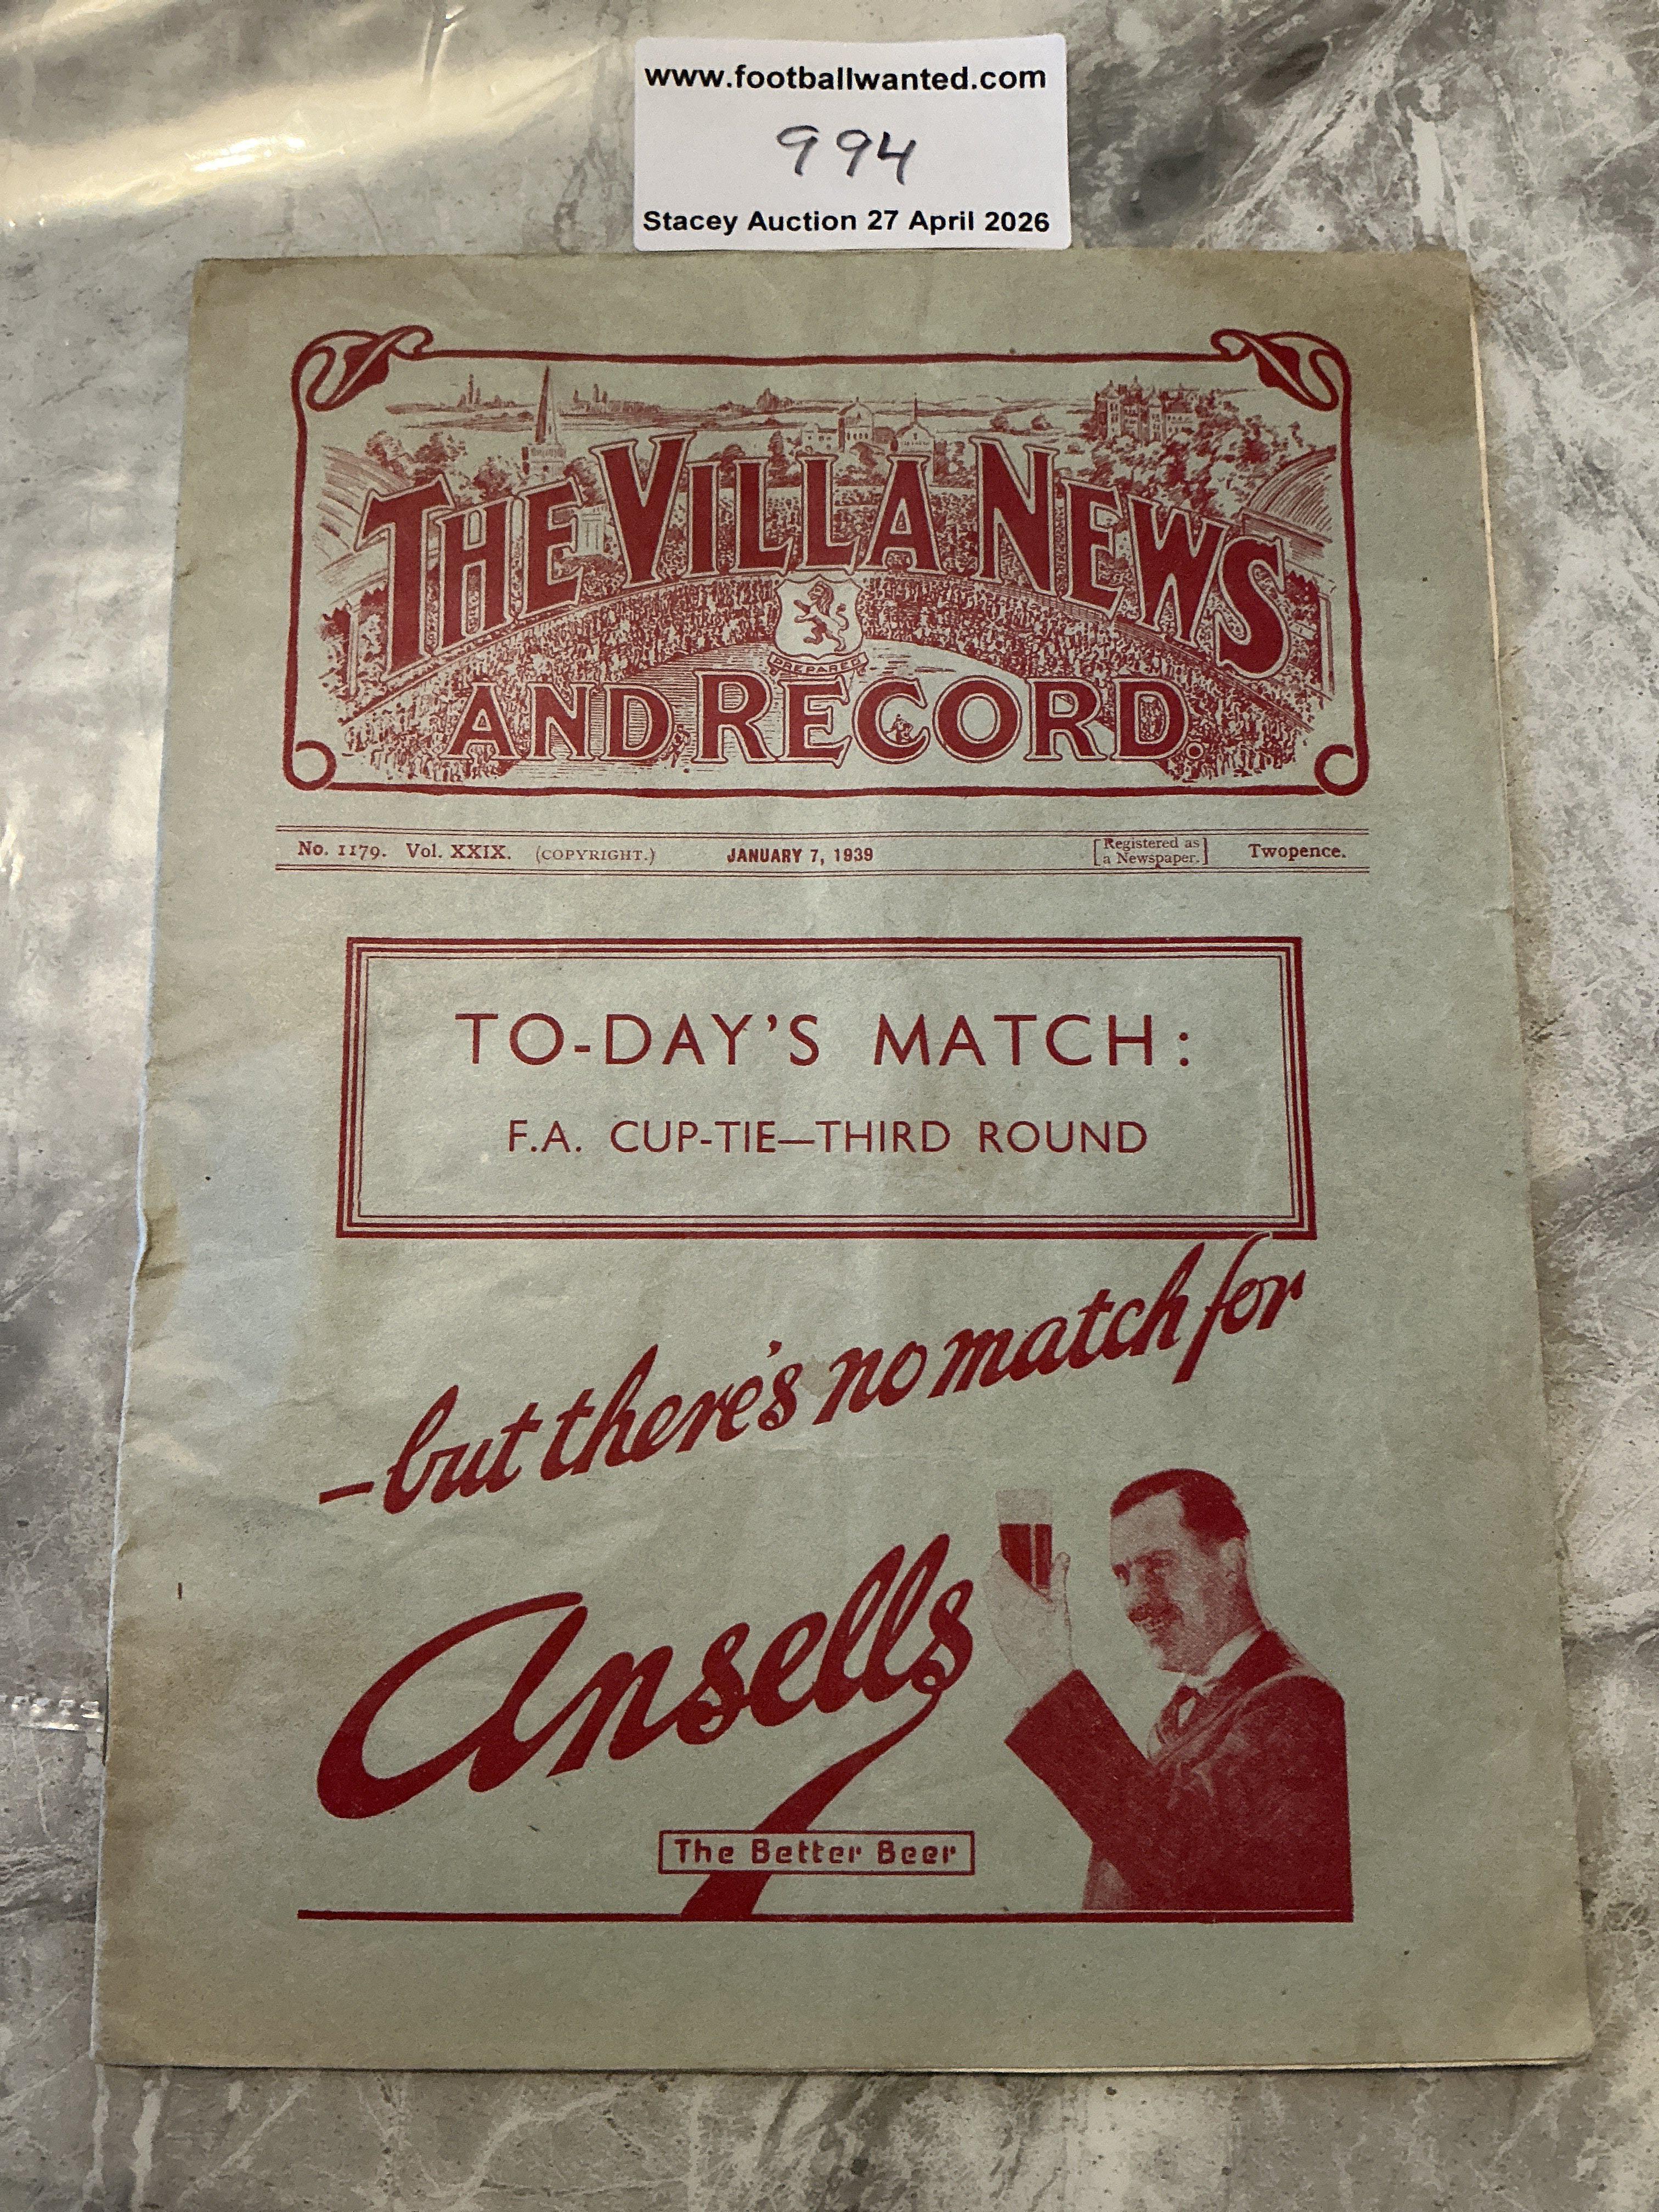 www.footballwanted.com
994
Stacey Auction 27 April 2026
THE VILLA NEWS
PREPARED
AND RECORD.
No. 1179. Vol. XXIX. (COPYRIGHT.) JANUARY 7, 1939 [Registered as a Newspaper.] Twopence.
TO-DAY'S MATCH:
F.A. CUP-TIE—THIRD ROUND
–but there's no match for
Ansells
The Better Beer